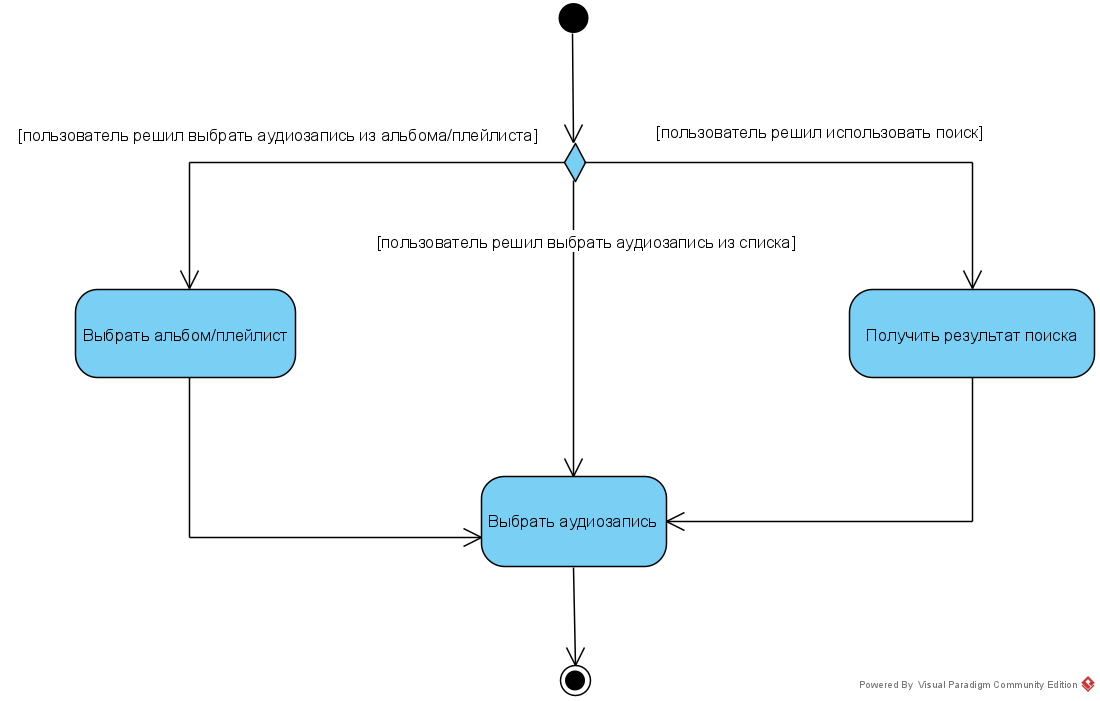 [пользователь решил выбрать аудиозапись из альбома/плейлиста]
[пользователь решил использовать поиск]
[пользователь решил выбрать аудиозапись из списка]
Выбрать альбом/плейлист
Получить результат поиска
Выбрать аудиозапись
Powered By Visual Paradigm Community Edition